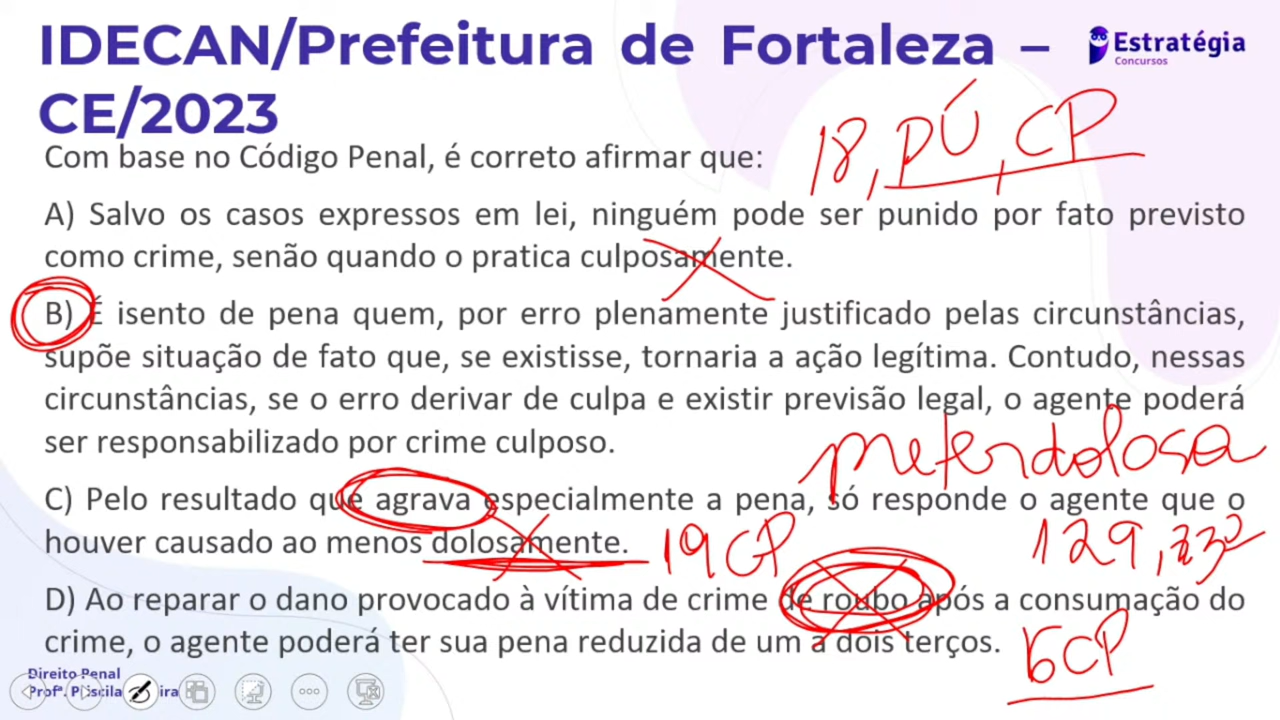 IDECAN/Prefeitura de Fortaleza –
CE/2023
Estratégia
Concursos
18, PÚ, CP
Com base no Código Penal, é correto afirmar que:
A) Salvo os casos expressos em lei, ninguém pode ser punido por fato previsto
como crime, senão quando o pratica culposamente.
B) É isento de pena quem, por erro plenamente justificado pelas circunstâncias,
supõe situação de fato que, se existisse, tornaria a ação legítima. Contudo, nessas
circunstâncias, se o erro derivar de culpa e existir previsão legal, o agente poderá
ser responsabilizado por crime culposo.
preterdolosa
C) Pelo resultado que agrava especialmente a pena, só responde o agente que o
houver causado ao menos dolosamente.
19 CP
129,
D) Ao reparar o dano provocado à vítima de crime de roubo após a consumação do
crime, o agente poderá ter sua pena reduzida de um a dois terços.
CP
Direito Penal
Profª.